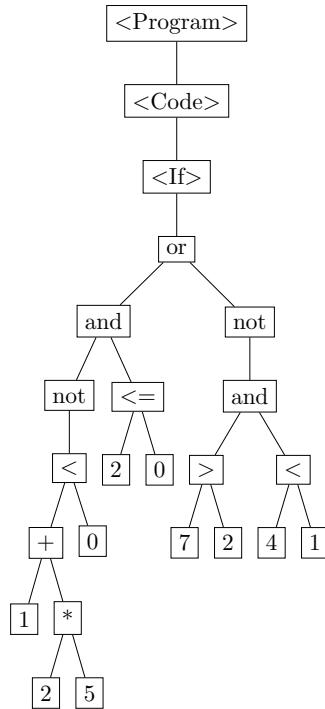 <Program>
<Code>
<If>
or
and not
not <= and
< 2 0 > <
+ 0 7 2 4 1
1 *
2 5